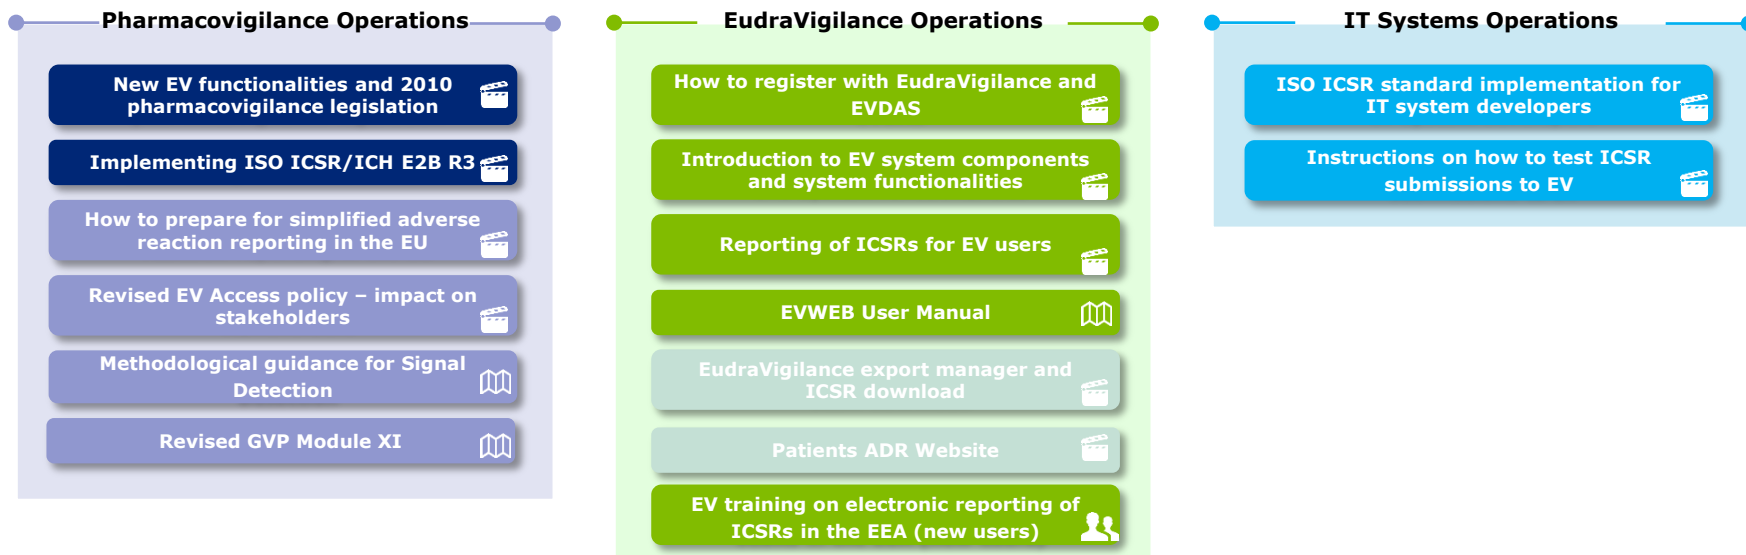 Pharmacovigilance Operations
New EV functionalities and 2010
pharmacovigilance legislation
Implementing ISO ICSR/ICH E2B R3
How to prepare for simplified adverse
reaction reporting in the EU
Revised EV Access policy – impact on
stakeholders
Methodological guidance for Signal
Detection
Revised GVP Module XI
EudraVigilance Operations
How to register with EudraVigilance and
EVDAS
Introduction to EV system components
and system functionalities
Reporting of ICSRs for EV users
EVWEB User Manual
EudraVigilance export manager and
ICSR download
Patients ADR Website
EV training on electronic reporting of
ICSRs in the EEA (new users)
IT Systems Operations
ISO ICSR standard implementation for
IT system developers
Instructions on how to test ICSR
submissions to EV